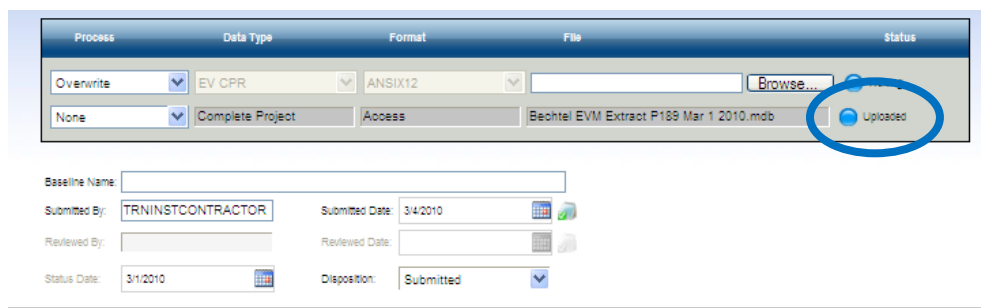 Process Data Type Format File Status
Overwrite EV CPR ANSIX12 Browse...
None Complete Project Access Bechtel EVM Extract P189 Mar 1 2010.mdb Uploaded
Baseline Name:
Submitted By: TRNINSTCONTRACTOR Submitted Date: 3/4/2010
Reviewed By: Reviewed Date:
Status Date: 3/1/2010 Disposition: Submitted